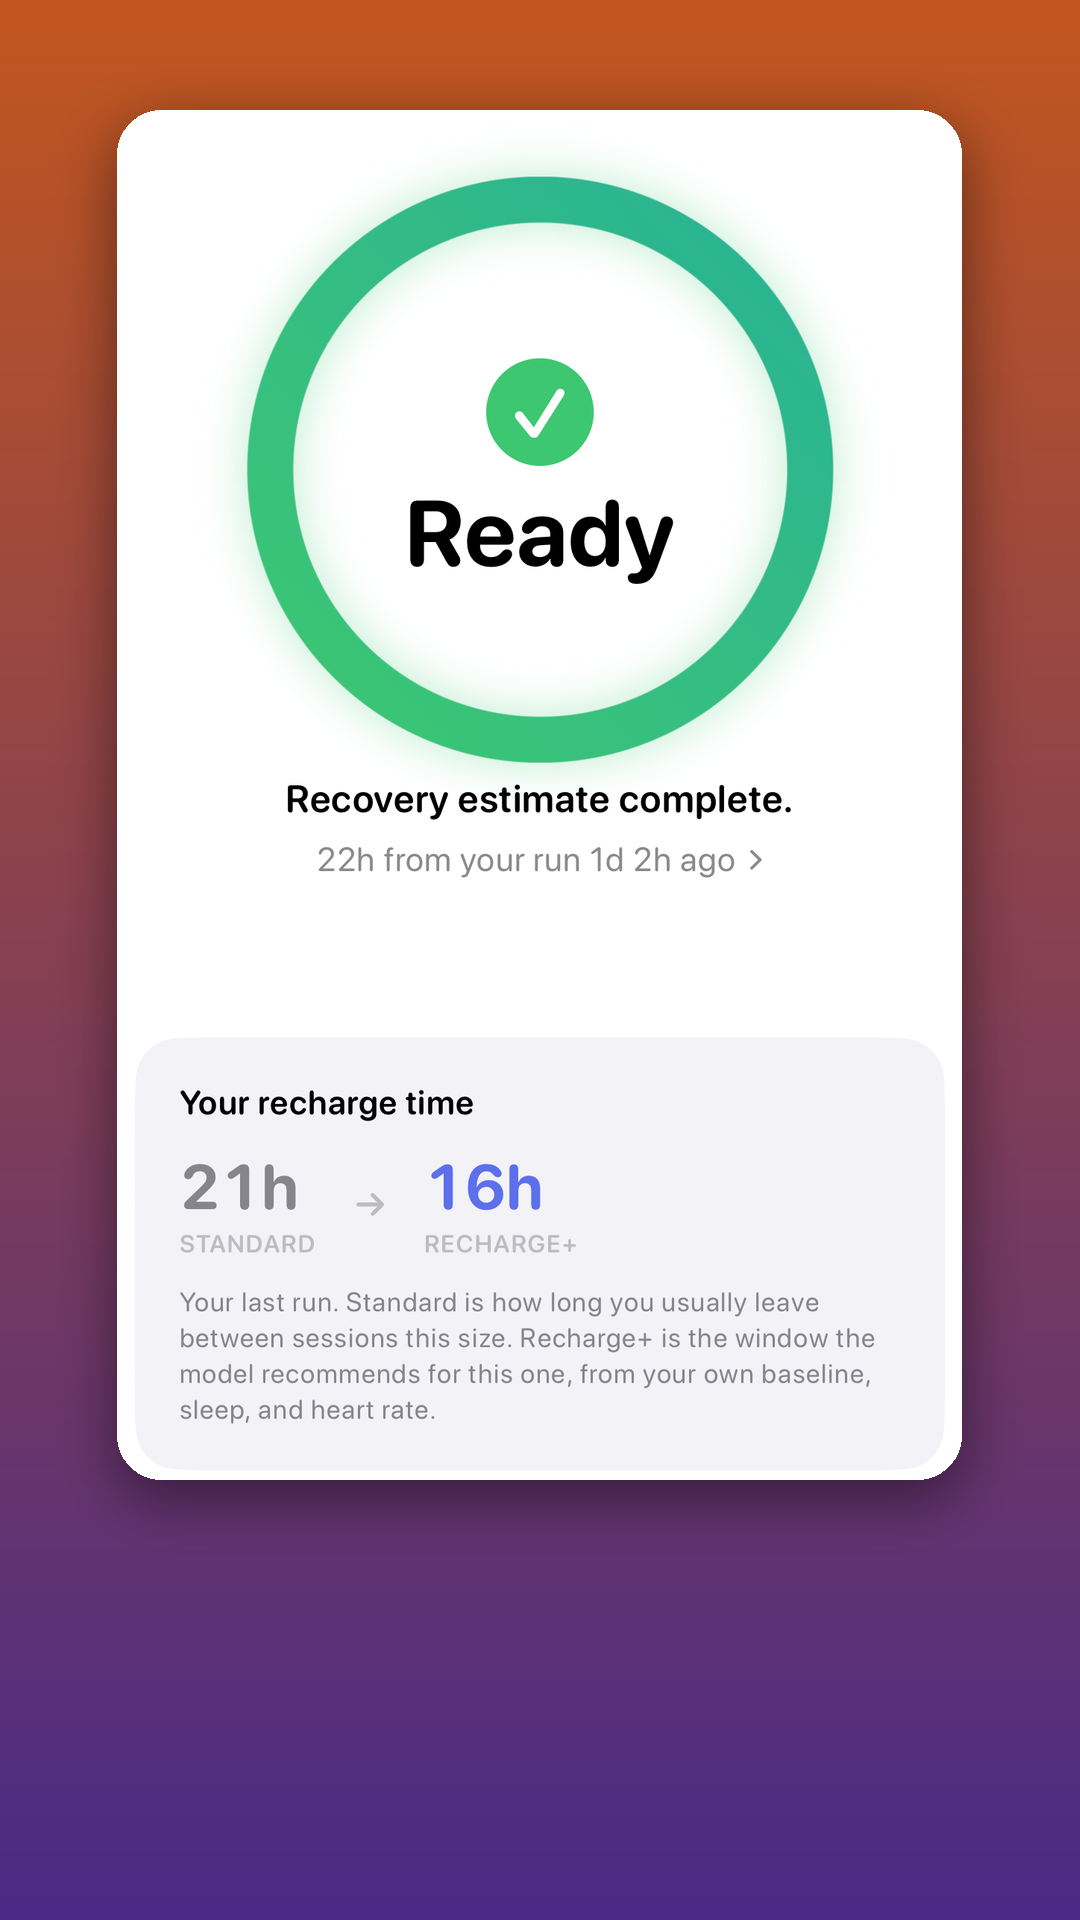 Ready
Recovery estimate complete.
22h from your run 1d 2h ago >
Your recharge time
21h → 16h
STANDARD RECHARGE+
Your last run. Standard is how long you usually leave
between sessions this size. Recharge+ is the window the
model recommends for this one, from your own baseline,
sleep, and heart rate.